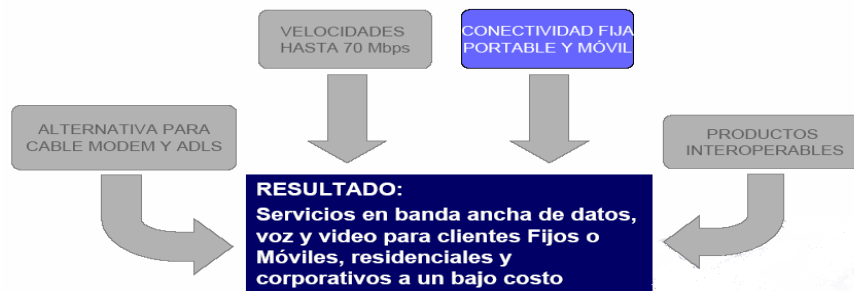 VELOCIDADES
HASTA 70 Mbps
CONECTIVIDAD FIJA
PORTABLE Y MÓVIL
ALTERNATIVA PARA
CABLE MODEM Y ADLS
PRODUCTOS
INTEROPERABLES
RESULTADO:
Servicios en banda ancha de datos,
voz y video para clientes Fijos o
Móviles, residenciales y
corporativos a un bajo costo